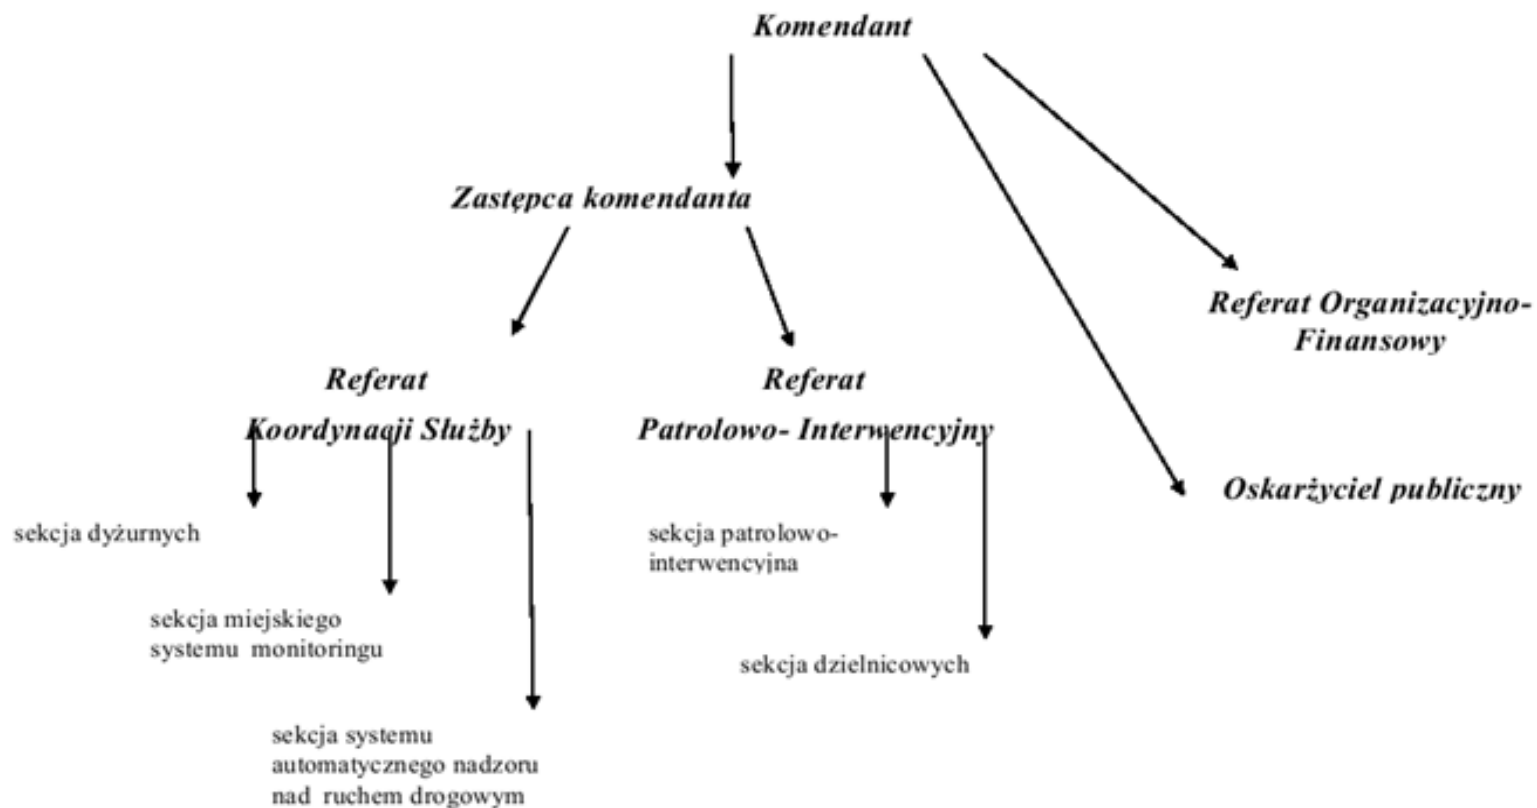 Komendant
Zastępca komendanta
Referat Organizacyjno-
Finansowy
Referat
Koordynacji Służby
Referat
Patrolowo- Interwencyjny
Oskarżyciel publiczny
sekcja dyżurnych
sekcja patrolowo-
interwencyjna
sekcja miejskiego
systemu monitoringu
sekcja dzielnicowych
sekcja systemu
automatycznego nadzoru
nad ruchem drogowym